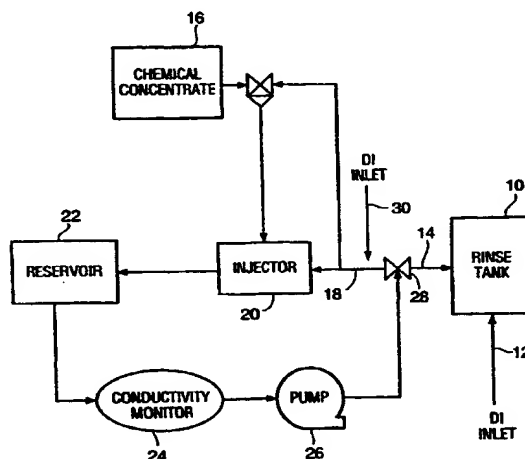 16
CHEMICAL
CONCENTRATE
DI
INLET
30
10
14
22
RESERVOIR
INJECTOR
20
18
28
RINSE
TANK
12
CONDUCTIVITY
MONITOR
24
PUMP
26
DI
INLET